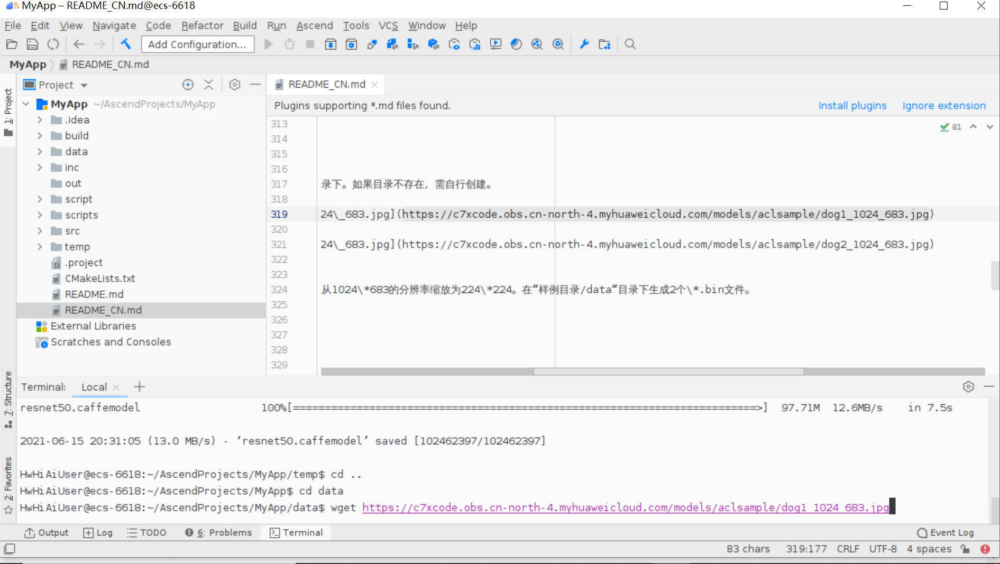 MyApp – README_CN.md@ecs-6618
File Edit View Navigate Code Refactor Build Run Ascend Tools VCS Window Help
Add Configuration...
MyApp README_CN.md
1: Project
Project
README_CN.md
MyApp ~/AscendProjects/MyApp
.idea
build
data
inc
out
script
scripts
src
temp
.project
CMakeLists.txt
README.md
README_CN.md
External Libraries
Scratches and Consoles
Plugins supporting *.md files found. Install plugins Ignore extension
81
313
314
315
316
317 录下。如果目录不存在，需自行创建。
318
319 24\_683.jpg](https://c7xcode.obs.cn-north-4.myhuaweicloud.com/models/aclsample/dog1_1024_683.jpg)
320
321 24\_683.jpg](https://c7xcode.obs.cn-north-4.myhuaweicloud.com/models/aclsample/dog2_1024_683.jpg)
322
323
324 从1024\*683的分辨率缩放为224\*224。在“样例目录/data“目录下生成2个\*.bin文件。
325
326
327
328
329
7: Structure
2: Favorites
Terminal: Local
resnet50.caffemodel 100%[=========================================================================>] 97.71M 12.6MB/s in 7.5s
2021-06-15 20:31:05 (13.0 MB/s) - ‘resnet50.caffemodel’ saved [102462397/102462397]
HwHiAiUser@ecs-6618:~/AscendProjects/MyApp/temp$ cd ..
HwHiAiUser@ecs-6618:~/AscendProjects/MyApp$ cd data
HwHiAiUser@ecs-6618:~/AscendProjects/MyApp/data$ wget https://c7xcode.obs.cn-north-4.myhuaweicloud.com/models/aclsample/dog1_1024_683.jpg
Output Log TODO 6: Problems Terminal Event Log
83 chars 319:177 CRLF UTF-8 4 spaces